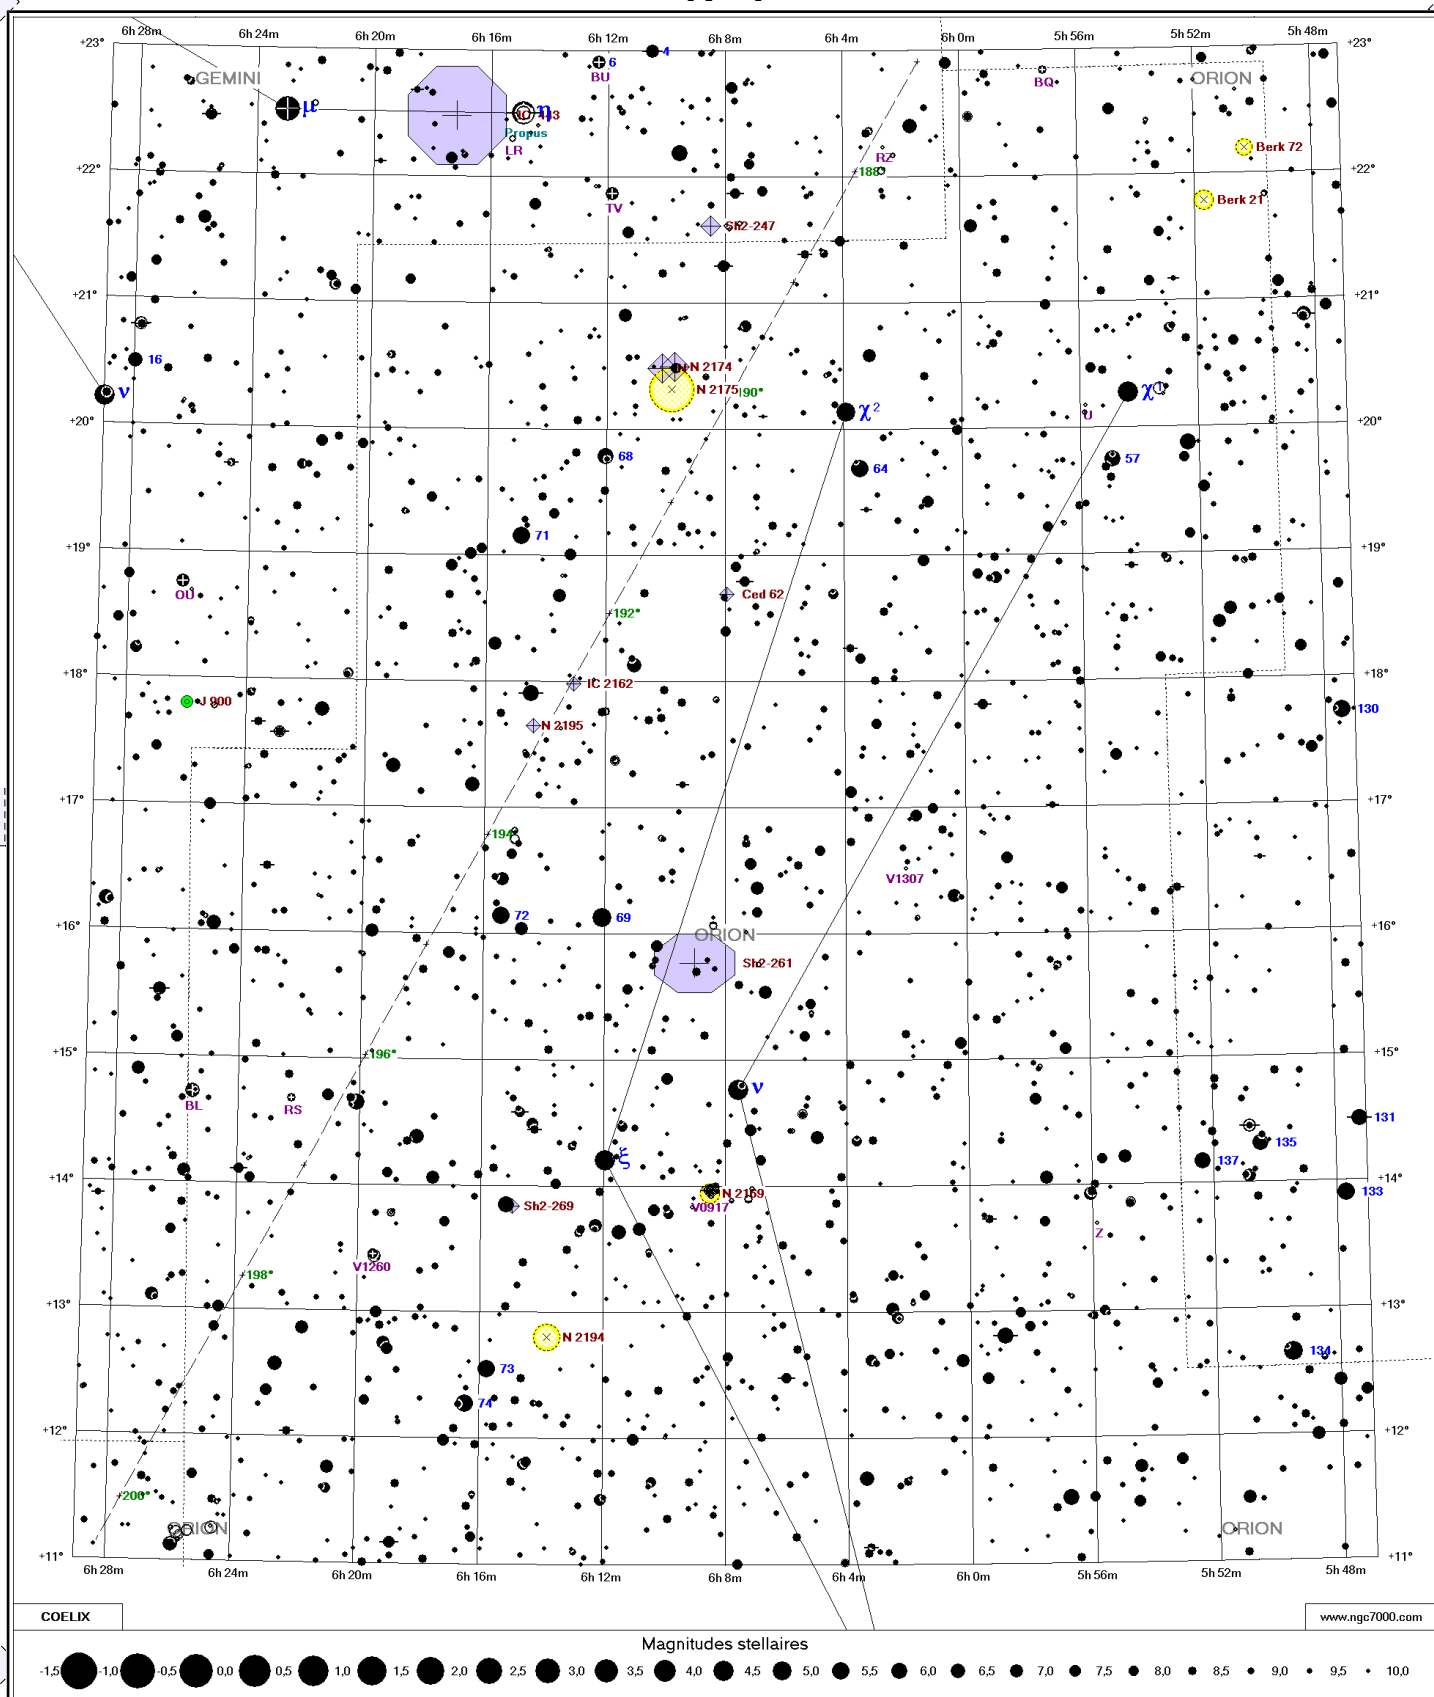 6h 28m 6h 24m 6h 20m 6h 16m 6h 12m 6h 8m 6h 4m 6h 0m 5h 56m 5h 52m 5h 48m
+23° +23°
4
6
BU
BQ
GEMINI ORION
μ
IC 443 η
Propus
LR
RZ
Berk 72
+22° 188° +22°
Berk 21
TV
Sh2-247
+21° +21°
16
N 2174
ν
N 2175 190°
χ1
χ2
U
+20° +20°
68
64
57
71
+19° +19°
OU
Ced 62
192°
+18° IC 2162 +18°
J 900
130
N 2195
+17° +17°
194°
V1307
72
69
+16° +16°
ORION
Sh2-261
+15° 196° +15°
ν
BL
RS
131
135
ξ
137
+14° +14°
N 2169
133
Sh2-269
V0917
Z
V1260
198°
+13° +13°
N 2194
134
73
74
+12° +12°
200°
ORION ORION
+11° +11°
6h 28m 6h 24m 6h 20m 6h 16m 6h 12m 6h 8m 6h 4m 6h 0m 5h 56m 5h 52m 5h 48m
COELIX www.ngc7000.com
Magnitudes stellaires
-1,5 -1,0 -0,5 0,0 0,5 1,0 1,5 2,0 2,5 3,0 3,5 4,0 4,5 5,0 5,5 6,0 6,5 7,0 7,5 8,0 8,5 9,0 9,5 10,0